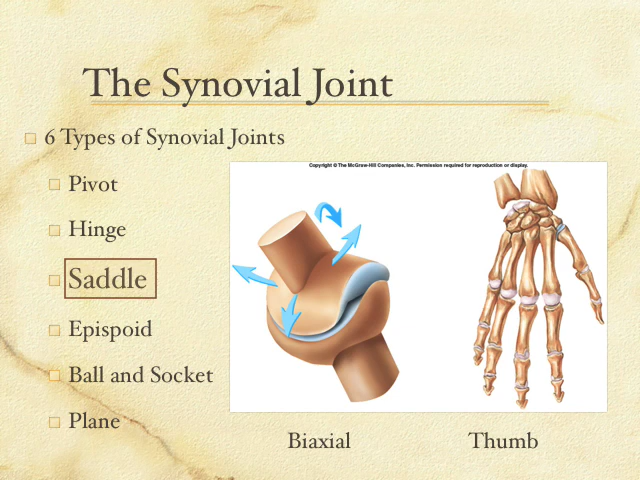 The Synovial Joint
6 Types of Synovial Joints
Copyright © The McGraw-Hill Companies, Inc. Permission required for reproduction or display.
Pivot
Hinge
Saddle
Epispoid
Ball and Socket
Plane
Biaxial
Thumb